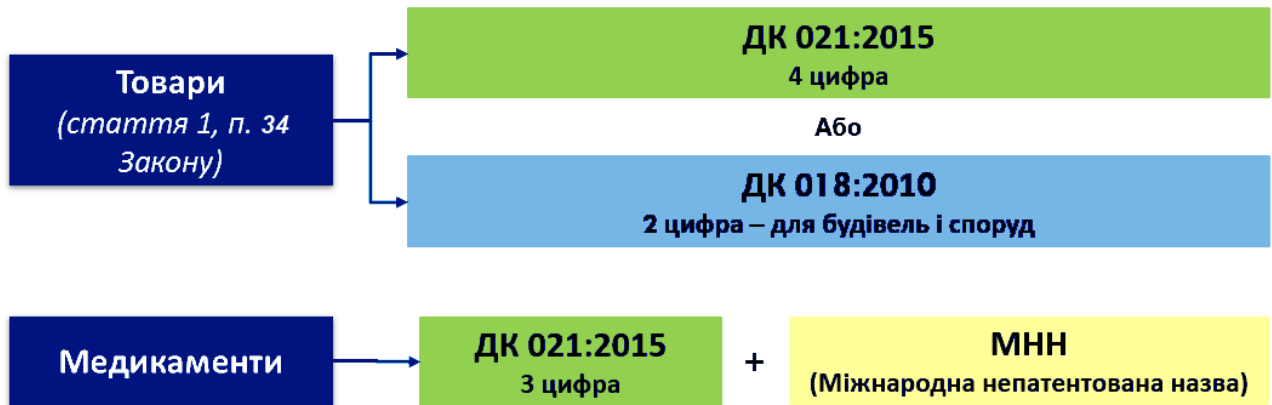 Товари
(стаття 1, п. 34
Закону)
ДК 021:2015
4 цифра
Або
ДК 018:2010
2 цифра – для будівель і споруд
Медикаменти
ДК 021:2015
3 цифра
+
МНН
(Міжнародна непатентована назва)